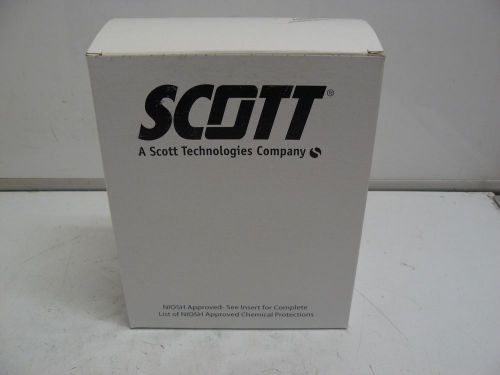 SCOTT®
A Scott Technologies Company
NIOSH Approved- See Insert for Complete
List of NIOSH Approved Chemical Protections